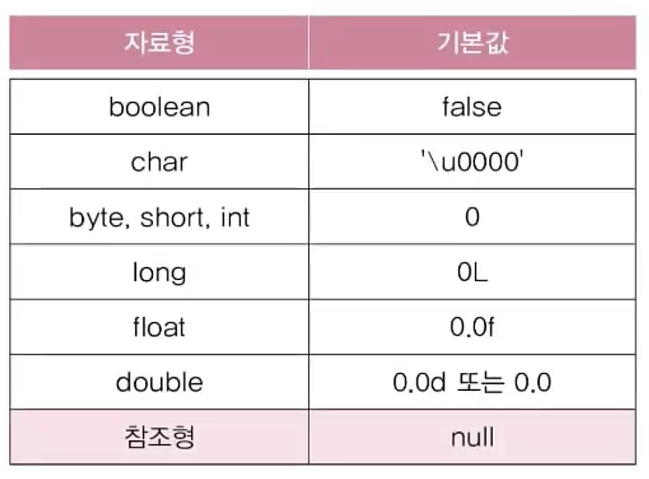 자료형 기본값
boolean false
char '\u0000'
byte, short, int 0
long 0L
float 0.0f
double 0.0d 또는 0.0
참조형 null